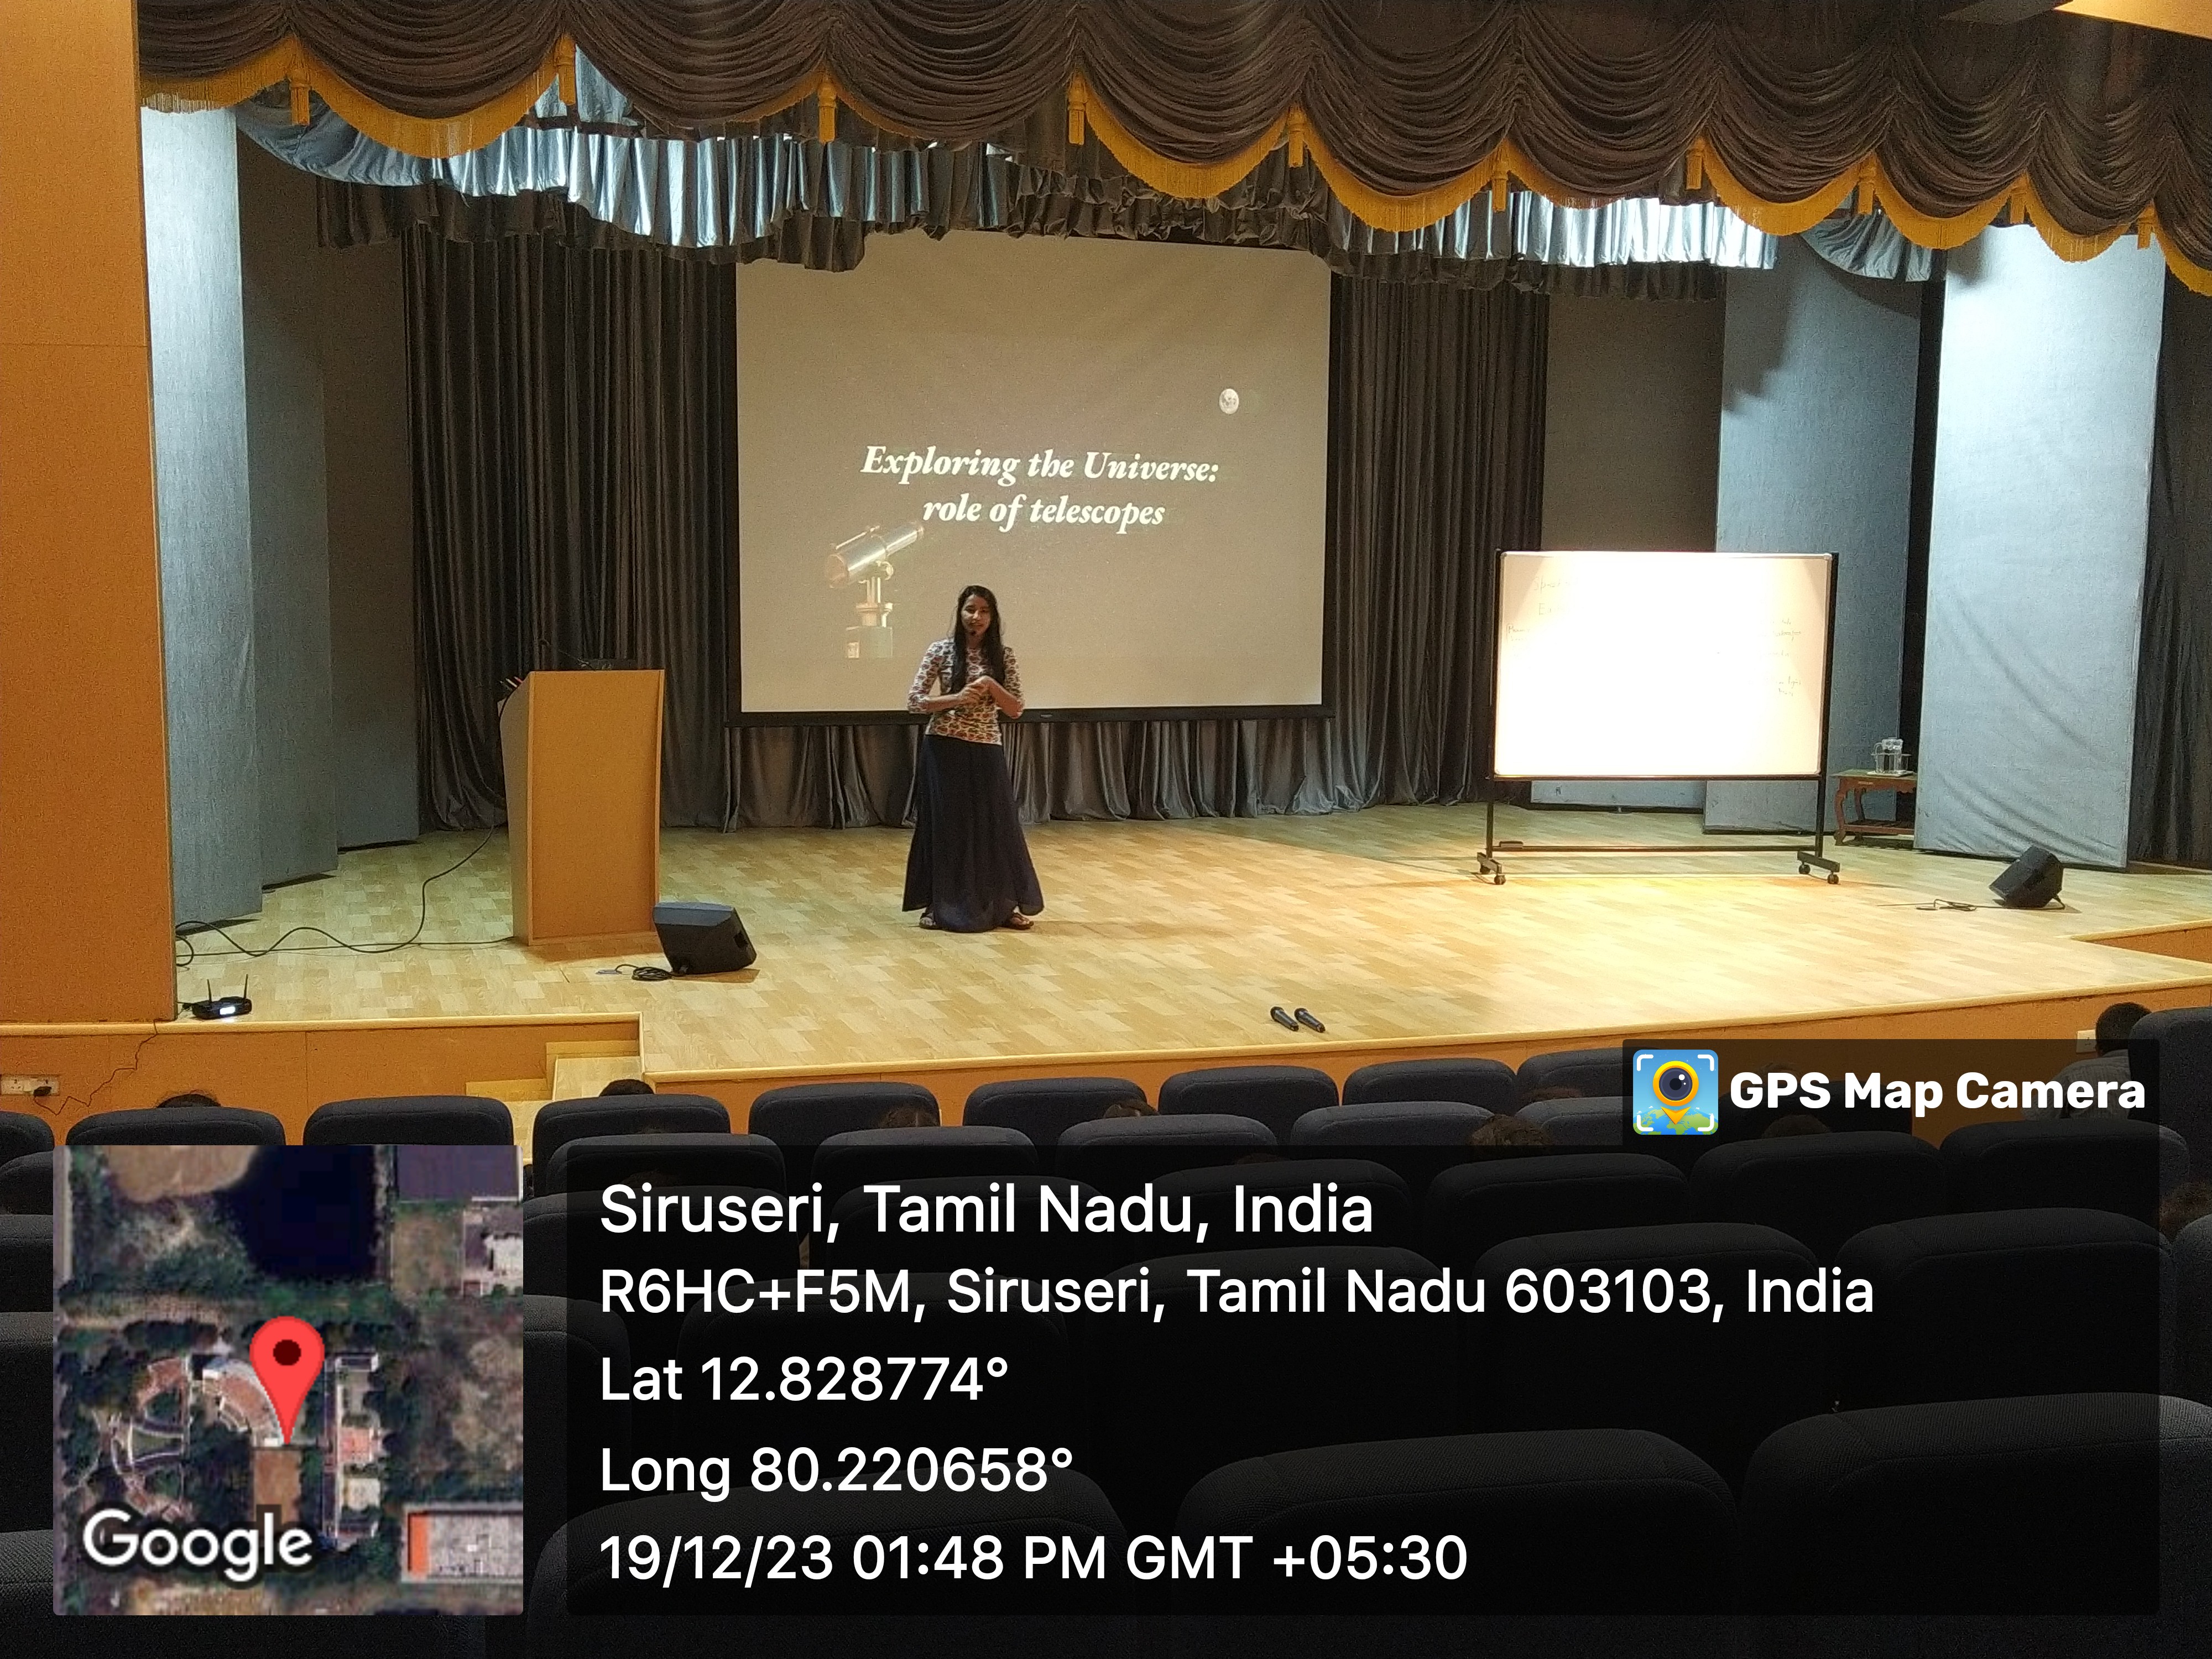 Exploring the Universe:
role of telescopes
GPS Map Camera
Siruseri, Tamil Nadu, India
R6HC+F5M, Siruseri, Tamil Nadu 603103, India
Lat 12.828774°
Long 80.220658°
19/12/23 01:48 PM GMT +05:30
Google